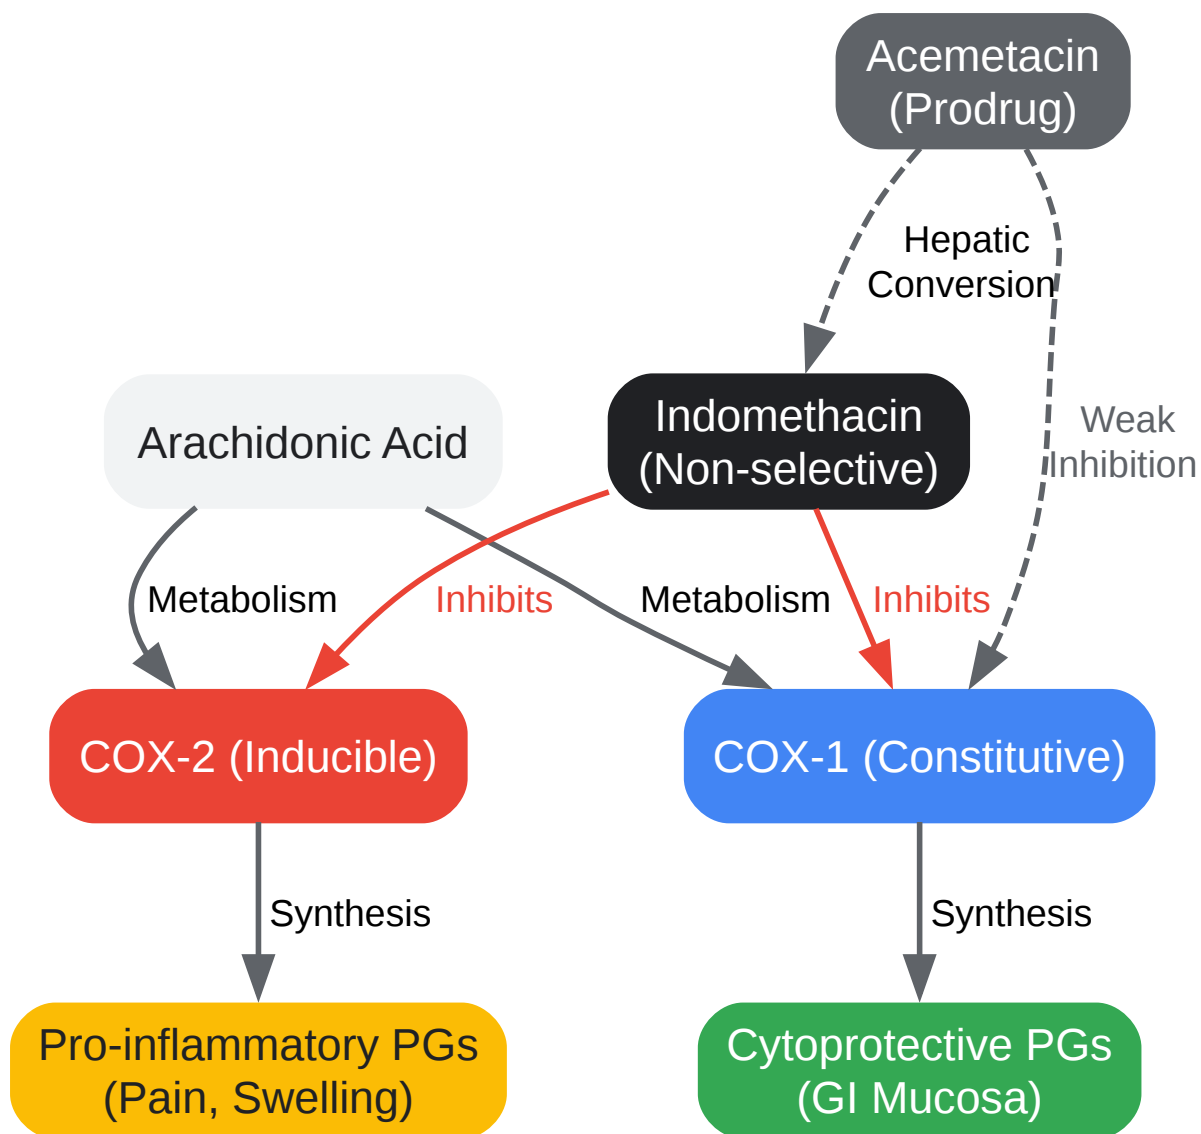 Acemetacin
(Prodrug)
Hepatic
Conversion
Arachidonic Acid
Indomethacin
(Non-selective)
Weak
Inhibition
Metabolism
Inhibits
Metabolism
Inhibits
COX-2 (Inducible)
COX-1 (Constitutive)
Synthesis
Synthesis
Pro-inflammatory PGs
(Pain, Swelling)
Cytoprotective PGs
(GI Mucosa)